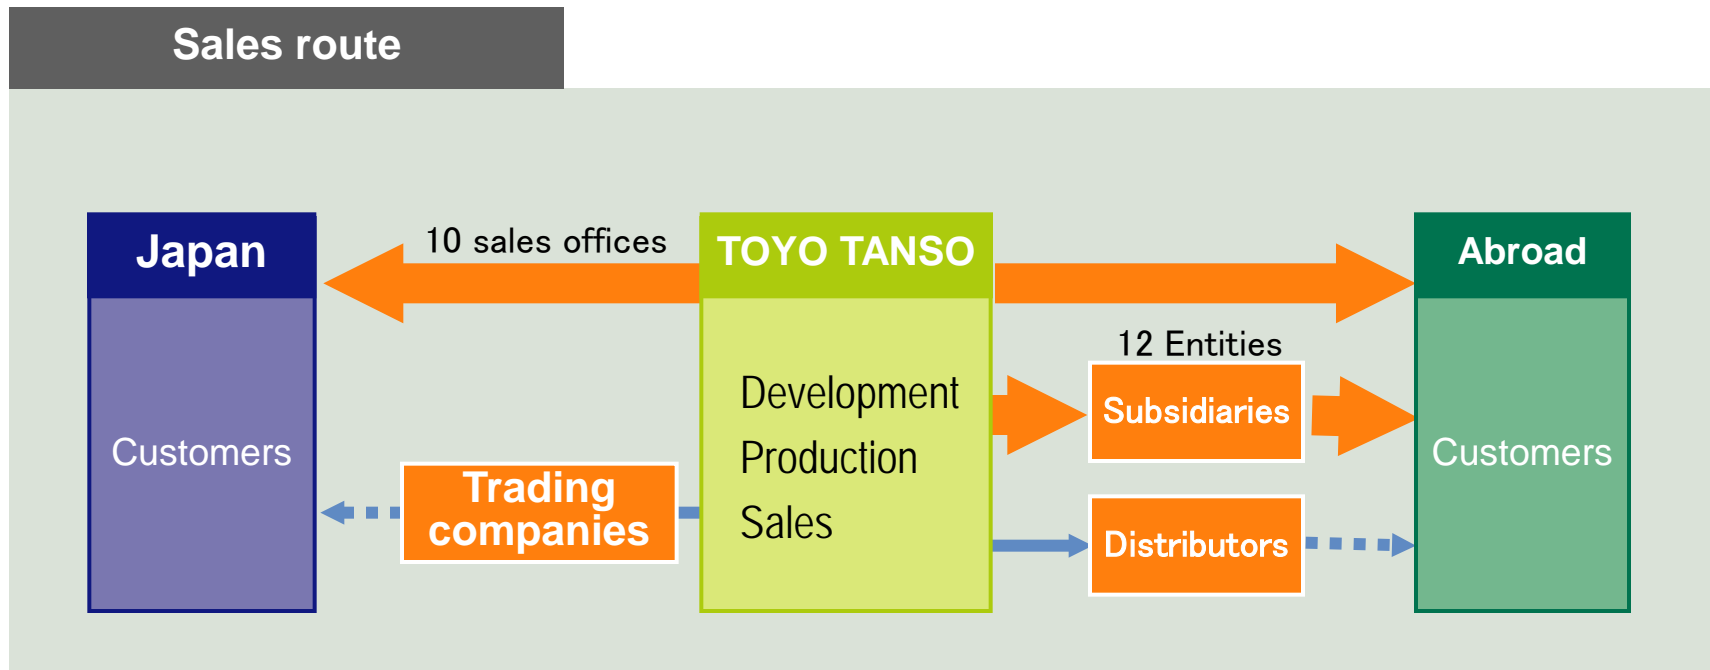 Sales route
Japan
Customers
10 sales offices
Trading
companies
TOYO TANSO
Development
Production
Sales
12 Entities
Subsidiaries
Distributors
Abroad
Customers